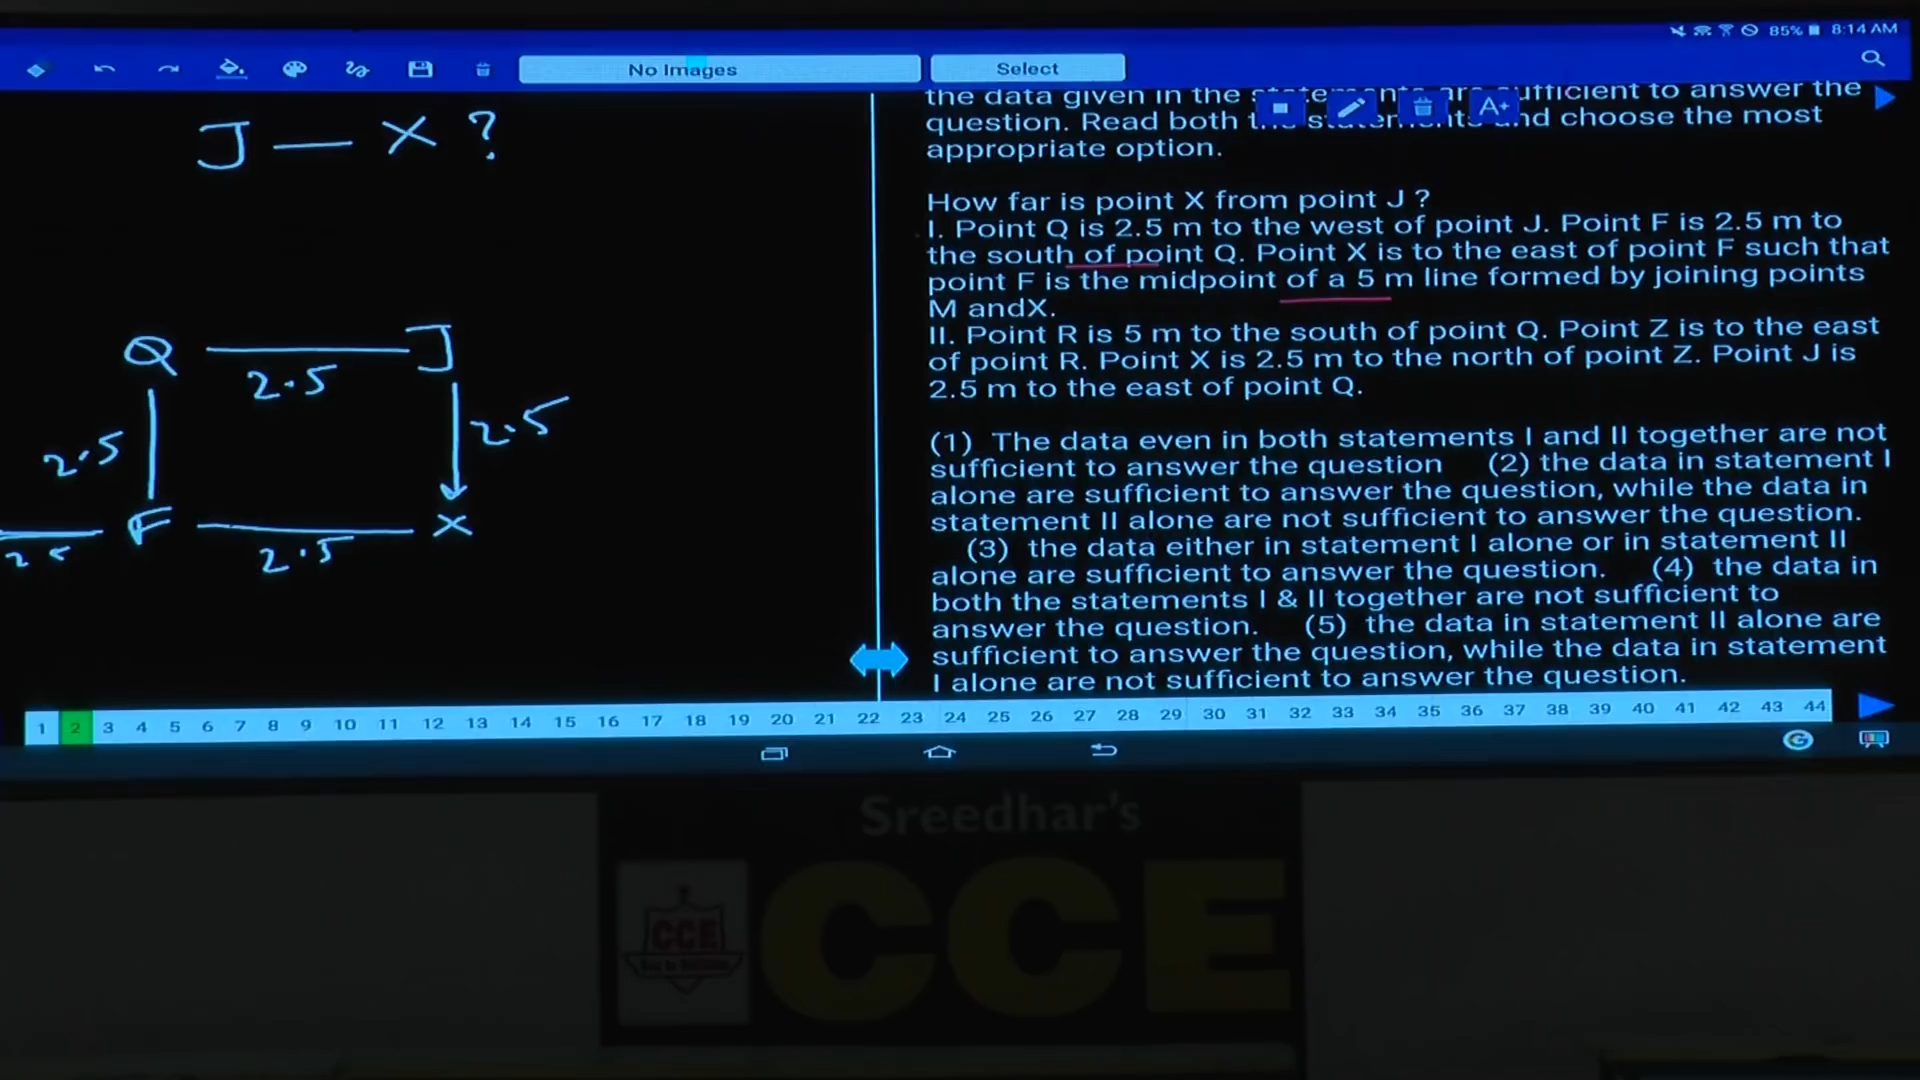 85% 8:14 AM
No Images Select
J — X ?
Q J
2.5
2.5 2.5
F X
2.5
the data given in the statements are sufficient to answer the
question. Read both the statements and choose the most
appropriate option.
A+
How far is point X from point J ?
I. Point Q is 2.5 m to the west of point J. Point F is 2.5 m to
the south of point Q. Point X is to the east of point F such that
point F is the midpoint of a 5 m line formed by joining points
M andX.
II. Point R is 5 m to the south of point Q. Point Z is to the east
of point R. Point X is 2.5 m to the north of point Z. Point J is
2.5 m to the east of point Q.
(1) The data even in both statements I and II together are not
sufficient to answer the question (2) the data in statement I
alone are sufficient to answer the question, while the data in
statement II alone are not sufficient to answer the question.
(3) the data either in statement I alone or in statement II
alone are sufficient to answer the question. (4) the data in
both the statements I & II together are not sufficient to
answer the question. (5) the data in statement II alone are
sufficient to answer the question, while the data in statement
I alone are not sufficient to answer the question.
1 2 3 4 5 6 7 8 9 10 11 12 13 14 15 16 17 18 19 20 21 22 23 24 25 26 27 28 29 30 31 32 33 34 35 36 37 38 39 40 41 42 43 44
Sreedhar's
CCE
CCE